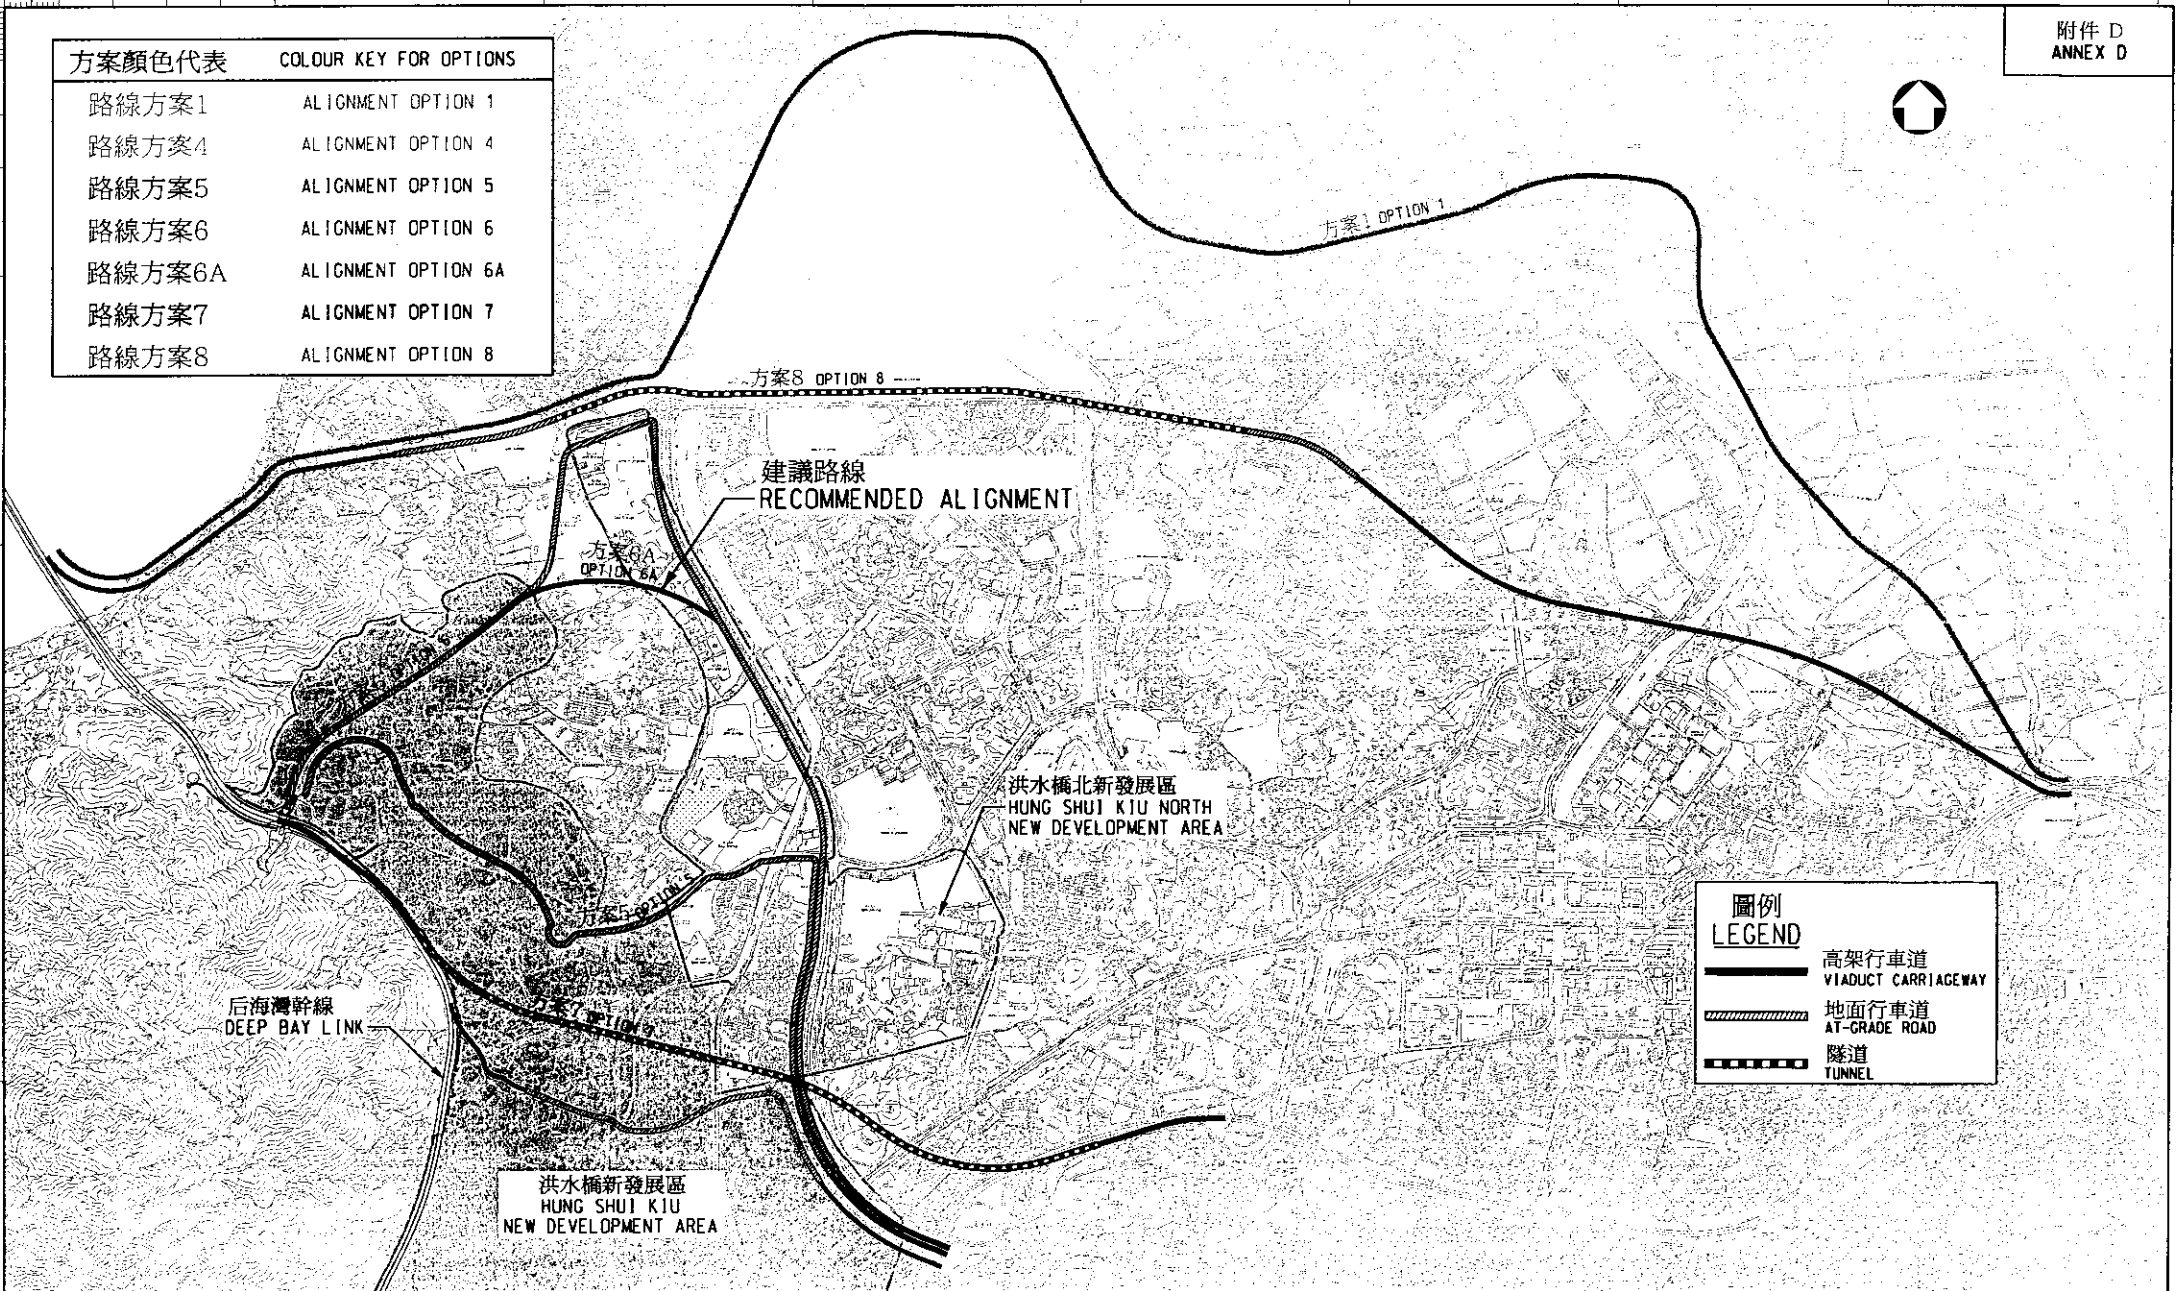 附件 D
ANNEX D
方案顏色代表 COLOUR KEY FOR OPTIONS
路線方案1 ALIGNMENT OPTION 1
路線方案4 ALIGNMENT OPTION 4
路線方案5 ALIGNMENT OPTION 5
路線方案6 ALIGNMENT OPTION 6
路線方案6A ALIGNMENT OPTION 6A
路線方案7 ALIGNMENT OPTION 7
路線方案8 ALIGNMENT OPTION 8
方案1 OPTION 1
方案8 OPTION 8
建議路線
RECOMMENDED ALIGNMENT
方案6A
OPTION 6A
洪水橋北新發展區
HUNG SHUI KIU NORTH
NEW DEVELOPMENT AREA
方案5 OPTION 5
方案7 OPTION 7
后海灣幹線
DEEP BAY LINK
洪水橋新發展區
HUNG SHUI KIU
NEW DEVELOPMENT AREA
圖例
LEGEND
高架行車道
VIADUCT CARRIAGEWAY
地面行車道
AT-GRADE ROAD
隧道
TUNNEL